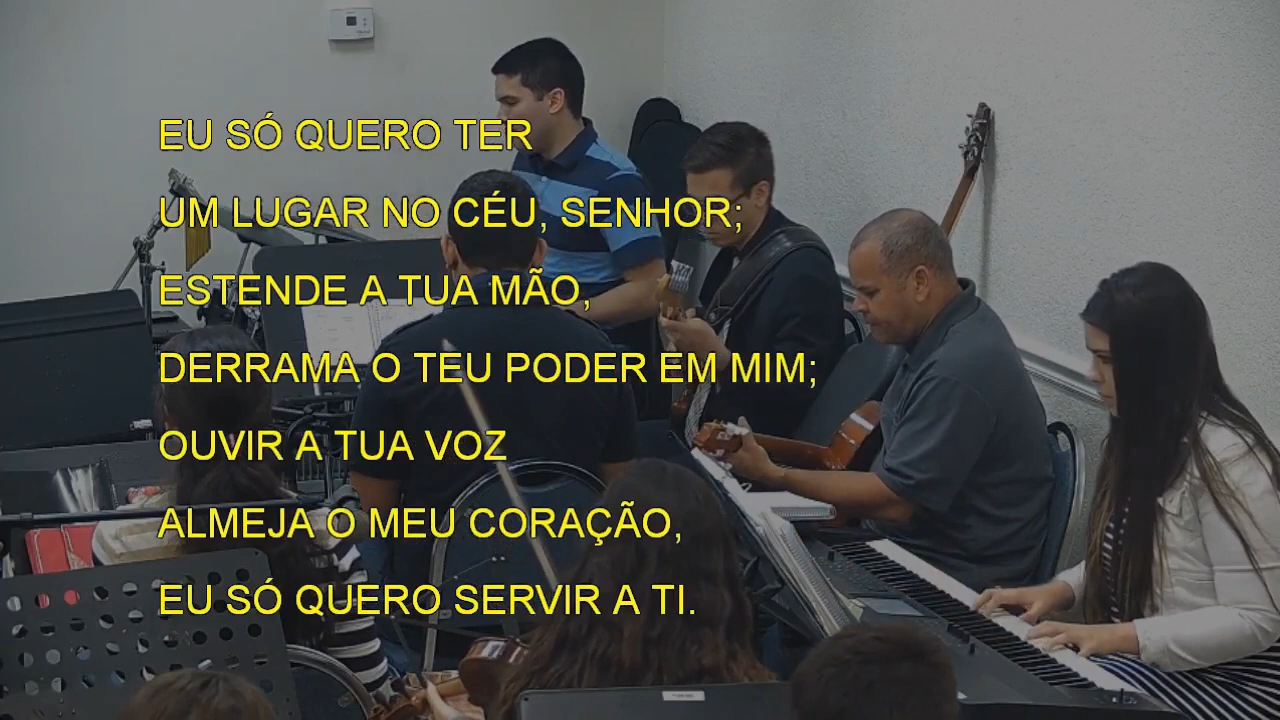 EU SÓ QUERO TER
UM LUGAR NO CÉU, SENHOR;
ESTENDE A TUA MÃO,
DERRAMA O TEU PODER EM MIM;
OUVIR A TUA VOZ
ALMEJA O MEU CORAÇÃO,
EU SÓ QUERO SERVIR A TI.